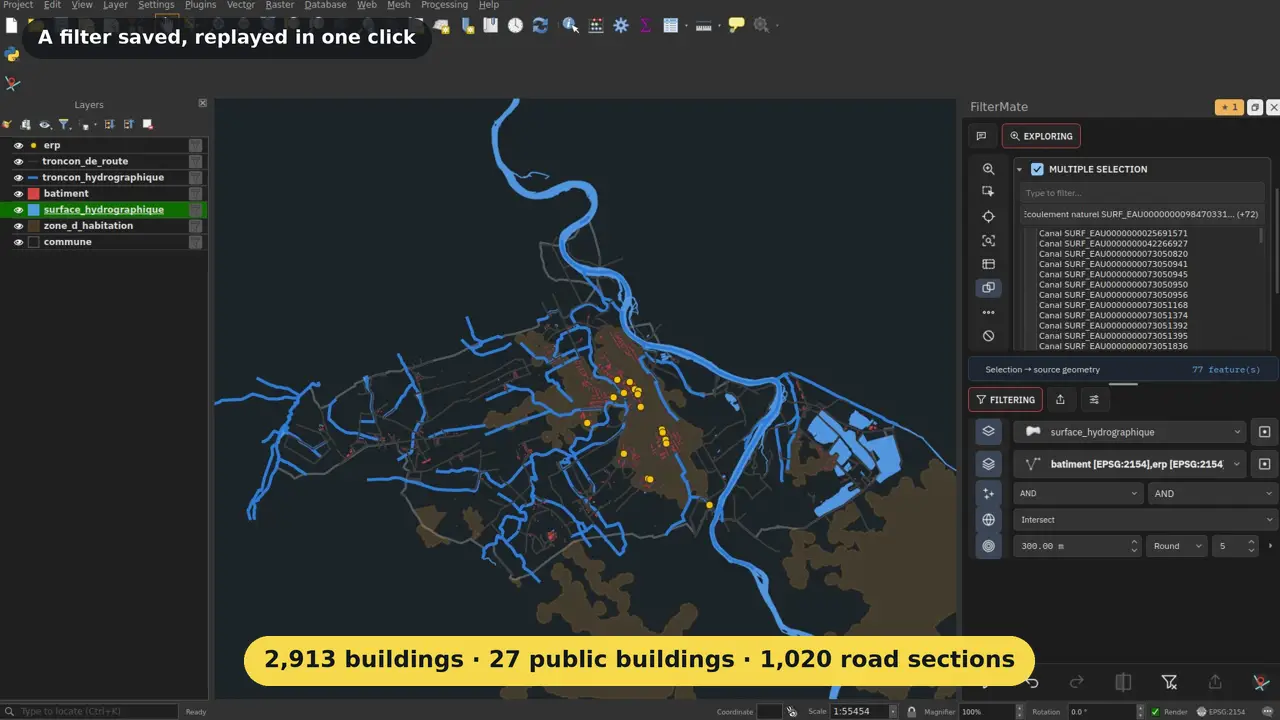 Project Edit View Layer Settings Plugins Vector Raster Database Web Mesh Processing Help
A filter saved, replayed in one click
Layers
erp
troncon_de_route
troncon_hydrographique
batiment
surface_hydrographique
zone_d_habitation
commune
FilterMate
★ 1
EXPLORING
MULTIPLE SELECTION
Type to filter...
Ecoulement naturel SURF_EAU0000000098470331... (+72)
Canal SURF_EAU0000000025691571
Canal SURF_EAU0000000042266927
Canal SURF_EAU0000000073050820
Canal SURF_EAU0000000073050941
Canal SURF_EAU0000000073050945
Canal SURF_EAU0000000073050950
Canal SURF_EAU0000000073050956
Canal SURF_EAU0000000073051168
Canal SURF_EAU0000000073051374
Canal SURF_EAU0000000073051392
Canal SURF_EAU0000000073051395
Canal SURF_EAU0000000073051836
Selection → source geometry 77 feature(s)
FILTERING
surface_hydrographique
batiment [EPSG:2154],erp [EPSG:2154
AND AND
Intersect
300.00 m Round 5
2,913 buildings · 27 public buildings · 1,020 road sections
Type to locate (Ctrl+K) Ready Coordinate Scale 1:55454 Magnifier 100% Rotation 0.0 ° Render EPSG:2154